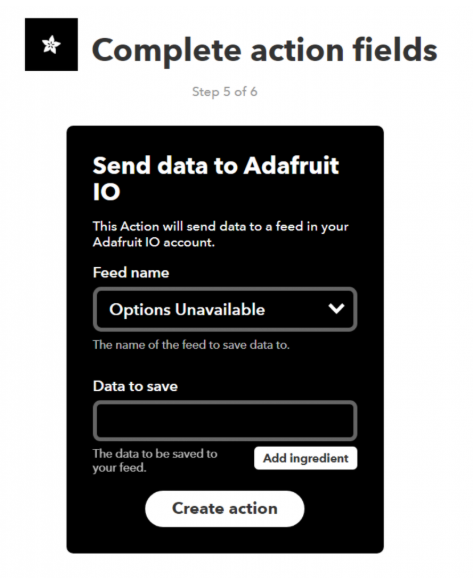 Complete action fields
Step 5 of 6
Send data to Adafruit
IO
This Action will send data to a feed in your
Adafruit IO account.
Feed name
Options Unavailable
The name of the feed to save data to.
Data to save
The data to be saved to
your feed.
Add ingredient
Create action